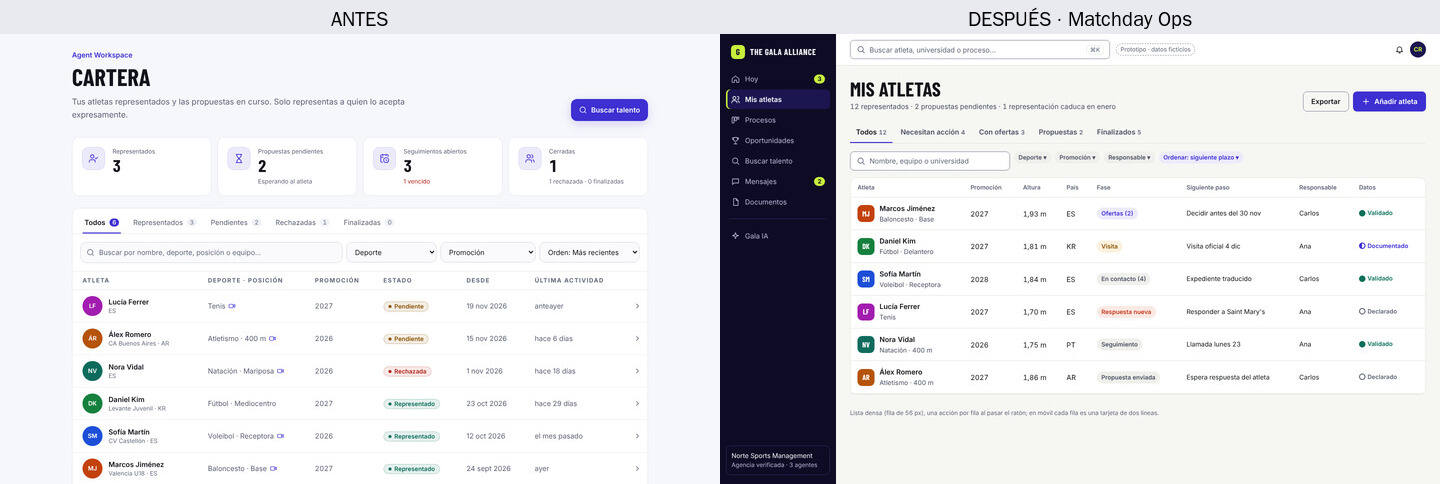 ANTES
Agent Workspace
CARTERA
Tus atletas representados y las propuestas en curso. Solo representas a quien lo acepta
expresamente.
Buscar talento
Representados
3
Propuestas pendientes
2
Esperando al atleta
Seguimientos abiertos
3
1 vencido
Cerradas
1
1 rechazada · 0 finalizadas
Todos 6 Representados 3 Pendientes 2 Rechazadas 1 Finalizadas 0
Buscar por nombre, deporte, posición o equipo... Deporte Promoción Orden: Más recientes
ATLETA DEPORTE · POSICIÓN PROMOCIÓN ESTADO DESDE ÚLTIMA ACTIVIDAD
LF Lucía Ferrer Tenis 2027 Pendiente 19 nov 2026 anteayer
ES
ÁR Álex Romero Atletismo · 400 m 2026 Pendiente 15 nov 2026 hace 6 días
CA Buenos Aires · AR
NV Nora Vidal Natación · Mariposa 2026 Rechazada 1 nov 2026 hace 18 días
ES
DK Daniel Kim Fútbol · Mediocentro 2027 Representado 23 oct 2026 hace 29 días
Levante Juvenil · KR
SM Sofía Martín Voleibol · Receptora 2026 Representado 12 oct 2026 el mes pasado
CV Castellón · ES
MJ Marcos Jiménez Baloncesto · Base 2026 Representado 24 sept 2026 ayer
Valencia U18 · ES
DESPUÉS · Matchday Ops
G THE GALA ALLIANCE
Hoy 3
Mis atletas
Procesos
Oportunidades
Buscar talento
Mensajes 2
Documentos
Gala IA
Norte Sports Management
Agencia verificada · 3 agentes
Buscar atleta, universidad o proceso... ⌘K Prototipo · datos ficticios CR
MIS ATLETAS
12 representados · 2 propuestas pendientes · 1 representación caduca en enero
Exportar + Añadir atleta
Todos 12 Necesitan acción 4 Con ofertas 3 Propuestas 2 Finalizados 5
Nombre, equipo o universidad Deporte ▾ Promoción ▾ Responsable ▾ Ordenar: siguiente plazo ▾
Atleta Promoción Altura País Fase Siguiente paso Responsable Datos
MJ Marcos Jiménez 2027 1,93 m ES Ofertas (2) Decidir antes del 30 nov Carlos Validado
Baloncesto · Base
DK Daniel Kim 2027 1,81 m KR Visita Visita oficial 4 dic Ana Documentado
Fútbol · Delantero
SM Sofía Martín 2028 1,84 m ES En contacto (4) Expediente traducido Carlos Validado
Voleibol · Receptora
LF Lucía Ferrer 2027 1,70 m ES Respuesta nueva Responder a Saint Mary's Ana Declarado
Tenis
NV Nora Vidal 2026 1,75 m PT Seguimiento Llamada lunes 23 Ana Validado
Natación · 400 m
AR Álex Romero 2026 1,86 m AR Propuesta enviada Espera respuesta del atleta Carlos Declarado
Atletismo · 400 m
Lista densa (fila de 56 px), una acción por fila al pasar el ratón; en móvil cada fila es una tarjeta de dos líneas.